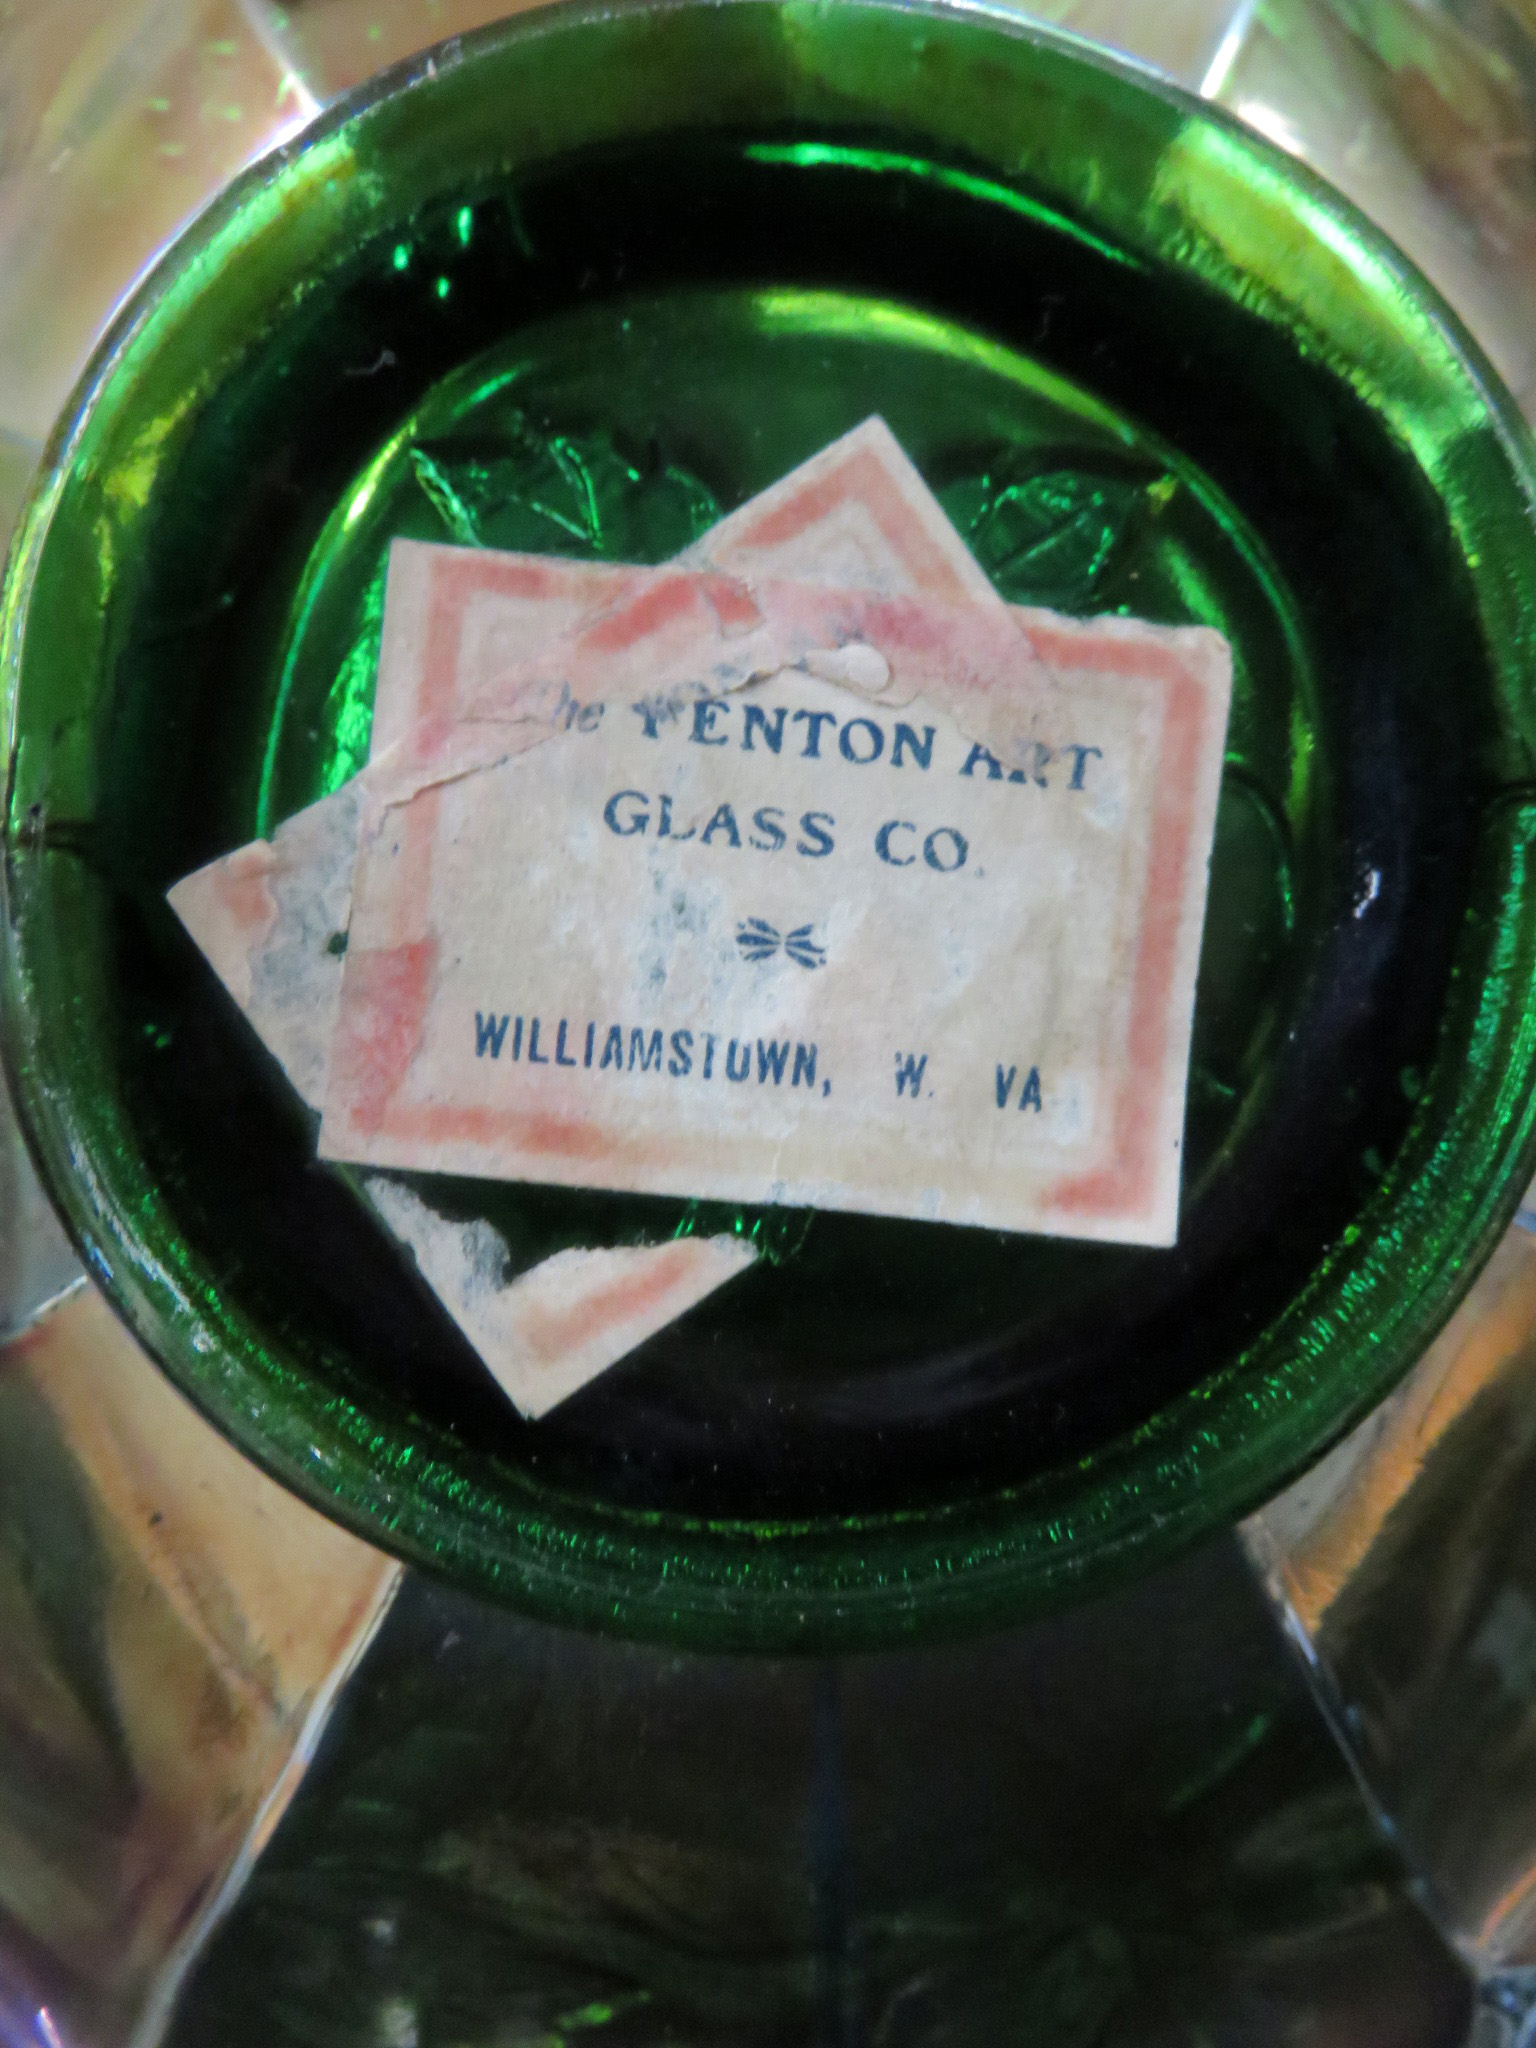 The FENTON ART
GLASS CO.
WILLIAMSTOWN, W. VA